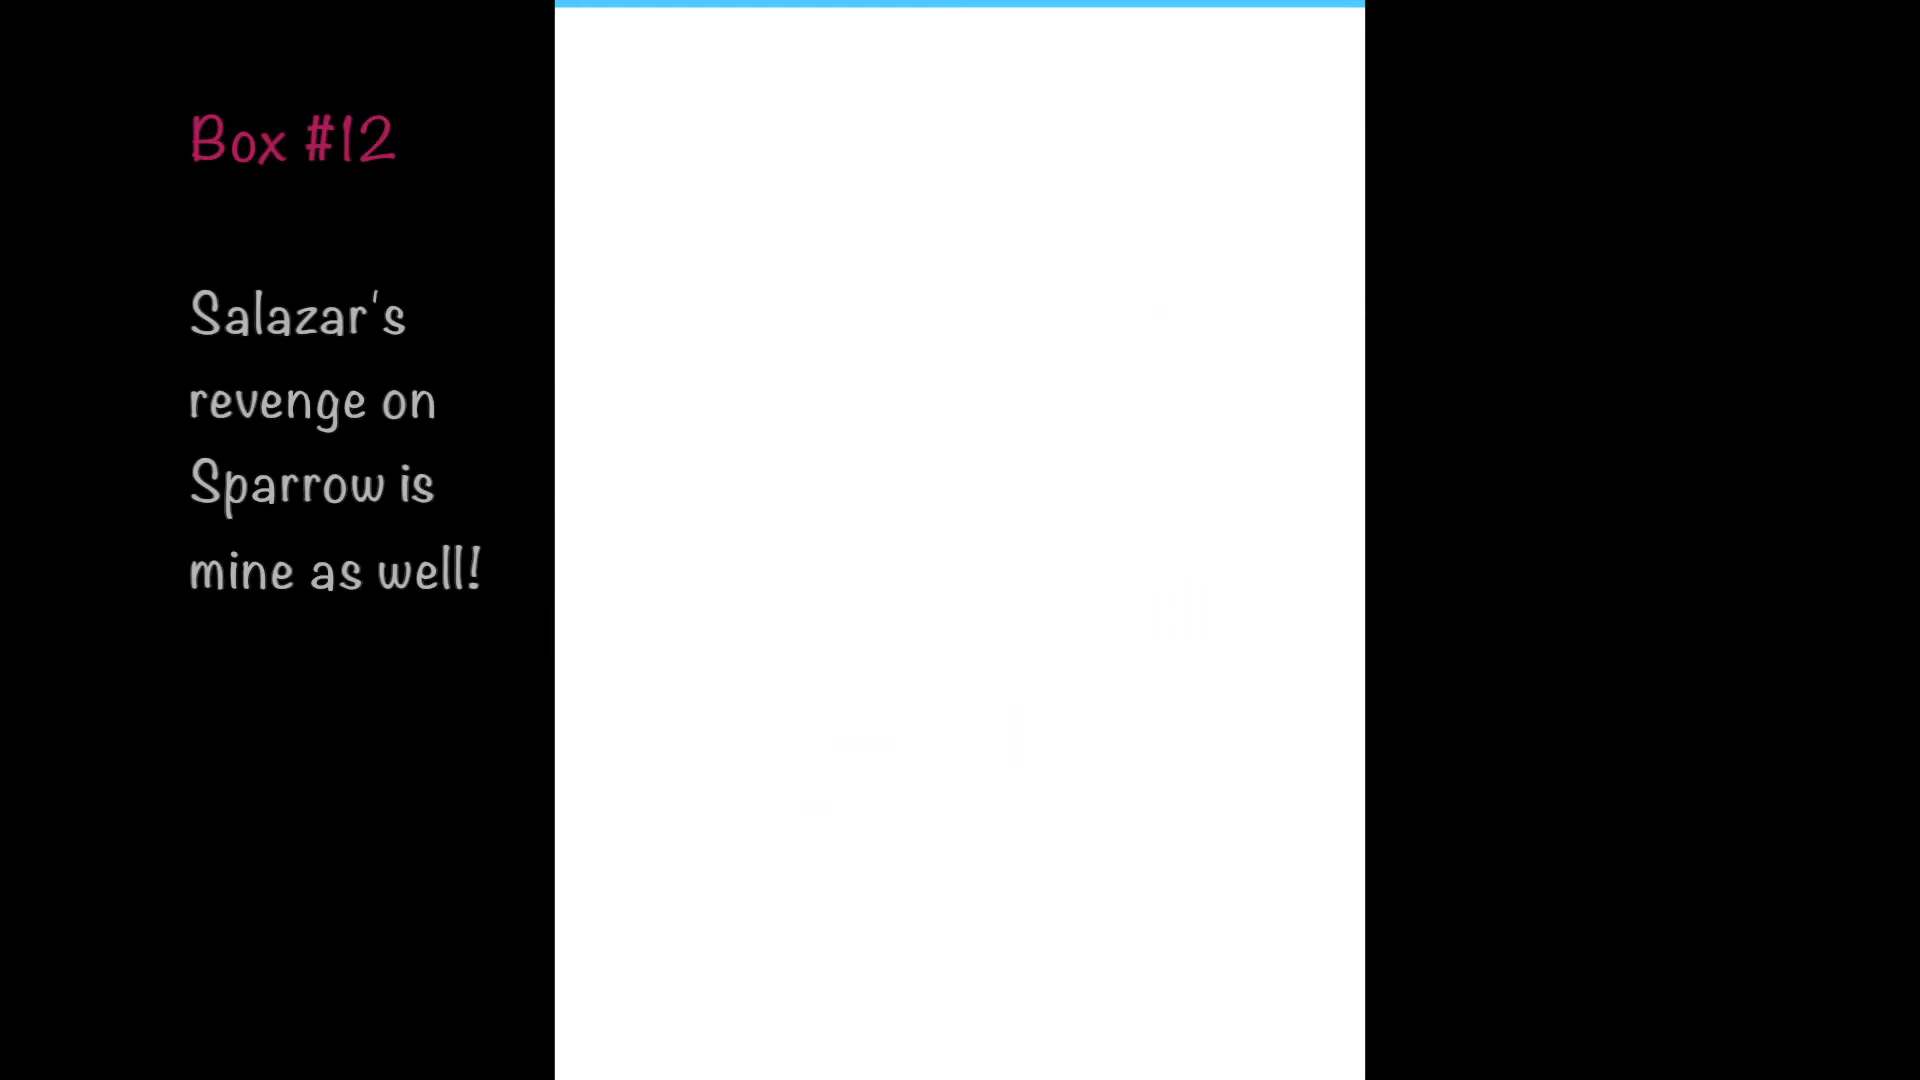 Box #12
Salazar's
revenge on
Sparrow is
mine as well!